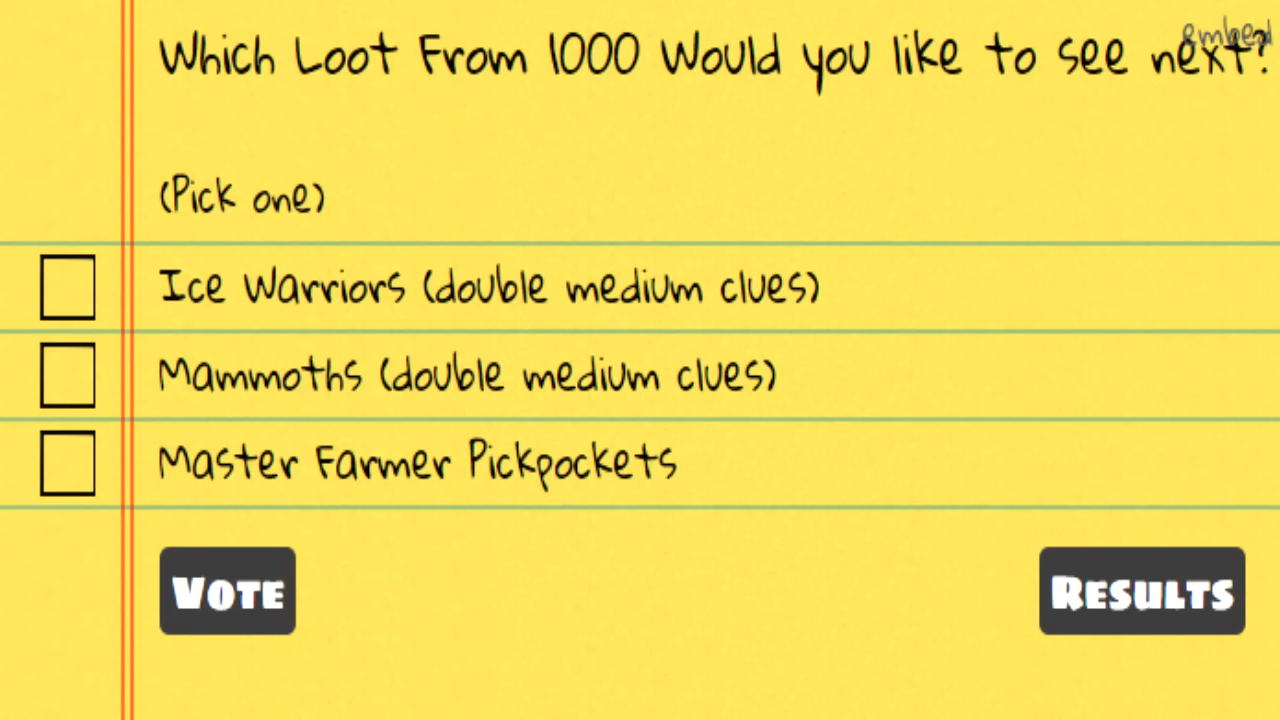 embed
Which Loot From 1000 Would you like to see next?
(Pick one)
Ice Warriors (double medium clues)
Mammoths (double medium clues)
Master Farmer Pickpockets
Vote
Results